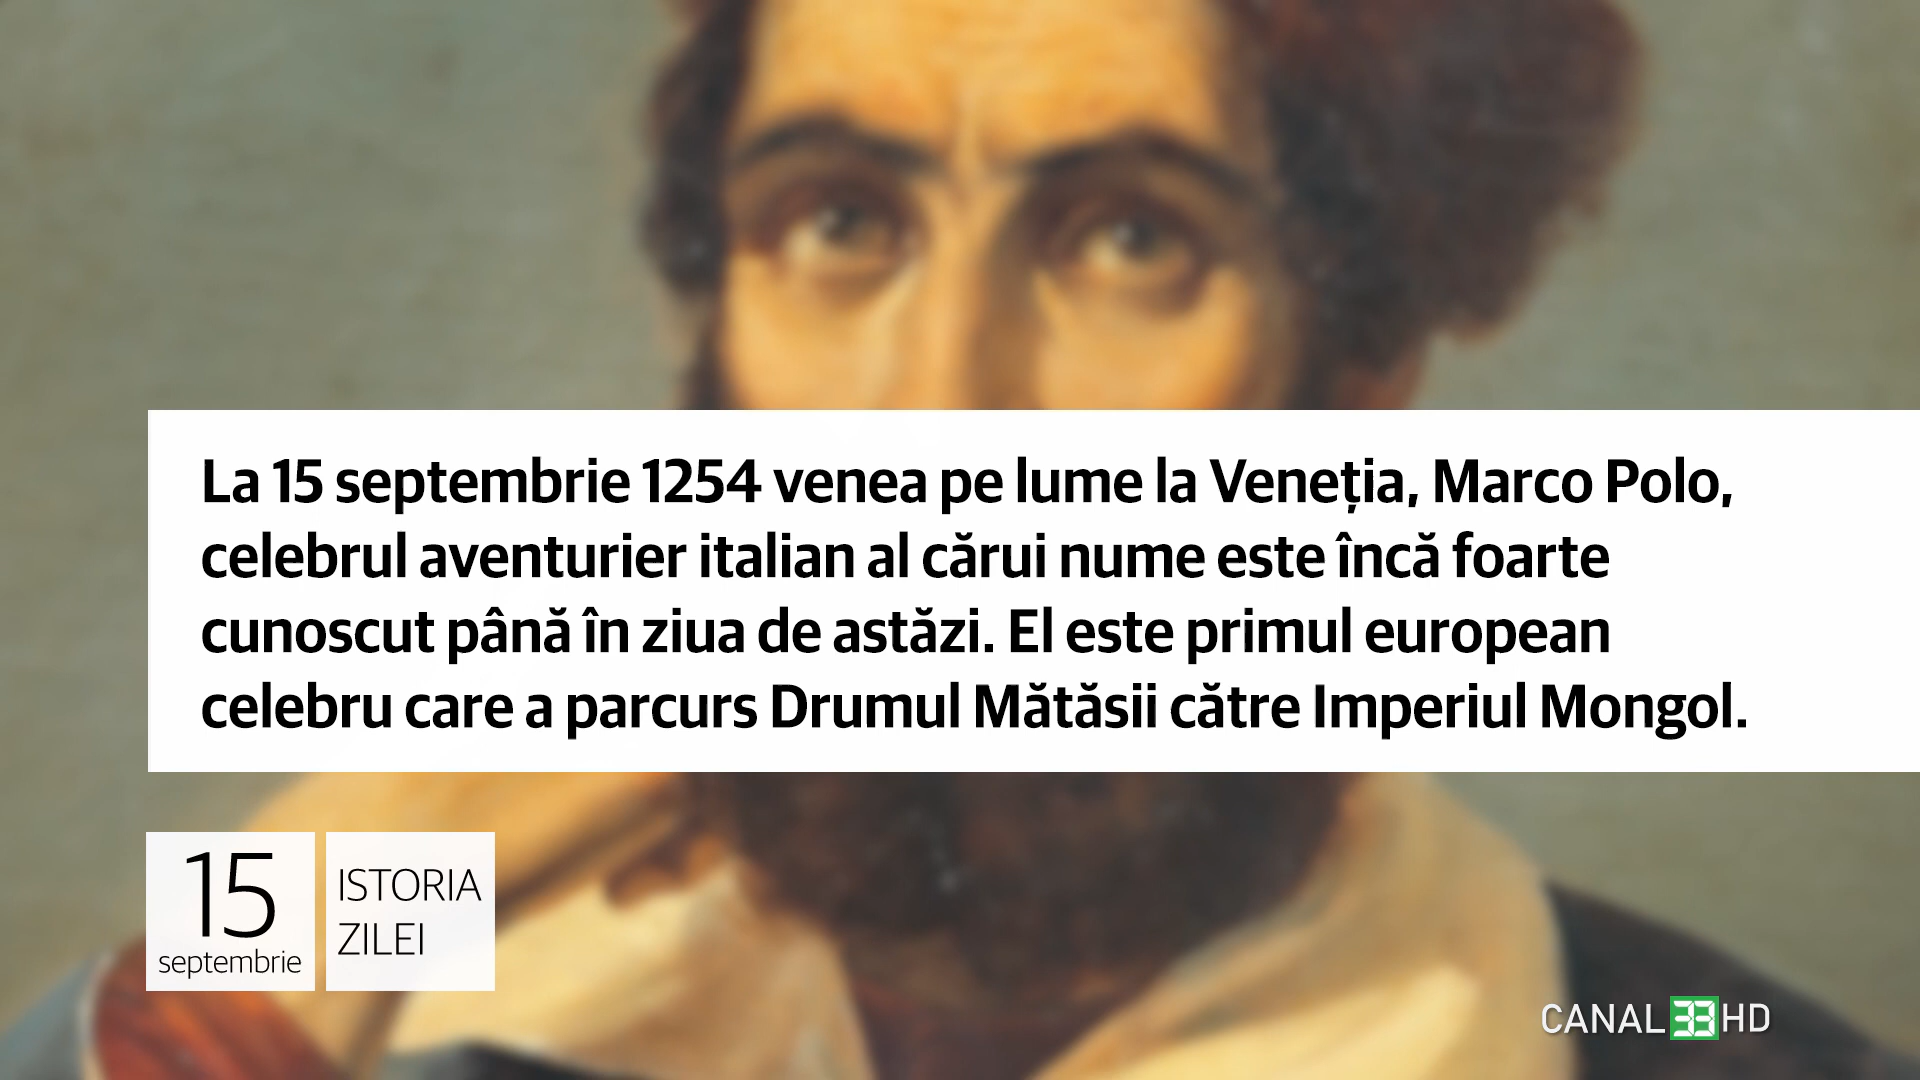 La 15 septembrie 1254 venea pe lume la Veneția, Marco Polo,
celebrul aventurier italian al cărui nume este încă foarte
cunoscut până în ziua de astăzi. El este primul european
celebru care a parcurs Drumul Mătăsii către Imperiul Mongol.
15
septembrie
ISTORIA
ZILEI
CANAL 33 HD